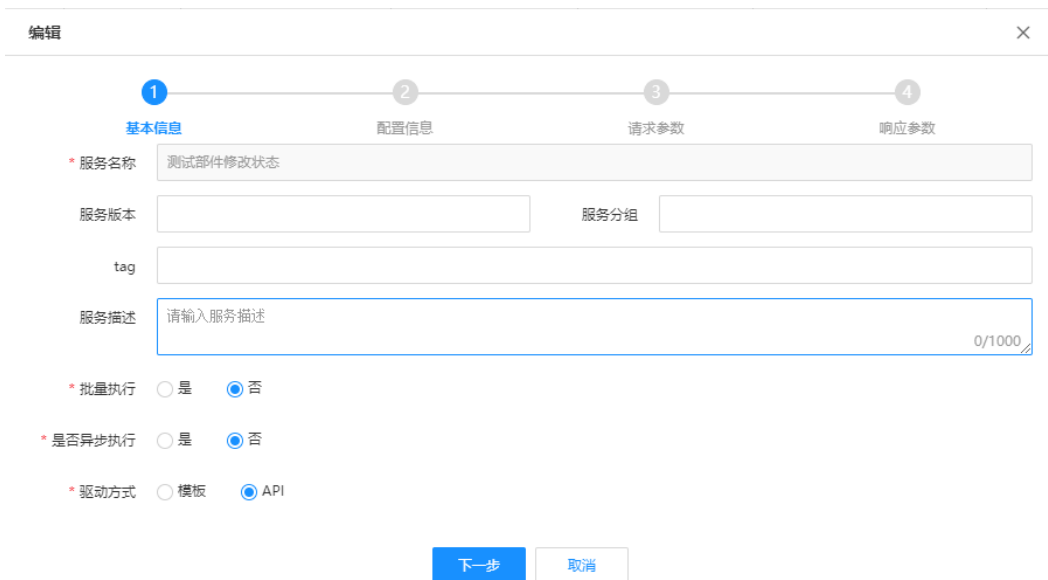 编辑
1 2 3 4
基本信息 配置信息 请求参数 响应参数
* 服务名称 测试部件修改状态
服务版本 服务分组
tag
服务描述 请输入服务描述
0/1000
* 批量执行 是 否
* 是否异步执行 是 否
* 驱动方式 模板 API
下一步 取消